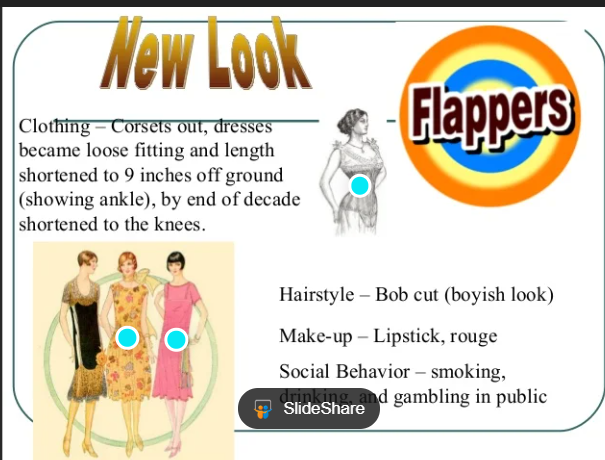 New Look
Flappers
Clothing – Corsets out, dresses
became loose fitting and length
shortened to 9 inches off ground
(showing ankle), by end of decade
shortened to the knees.
Hairstyle – Bob cut (boyish look)
Make-up – Lipstick, rouge
Social Behavior – smoking,
drinking, and gambling in public
SlideShare